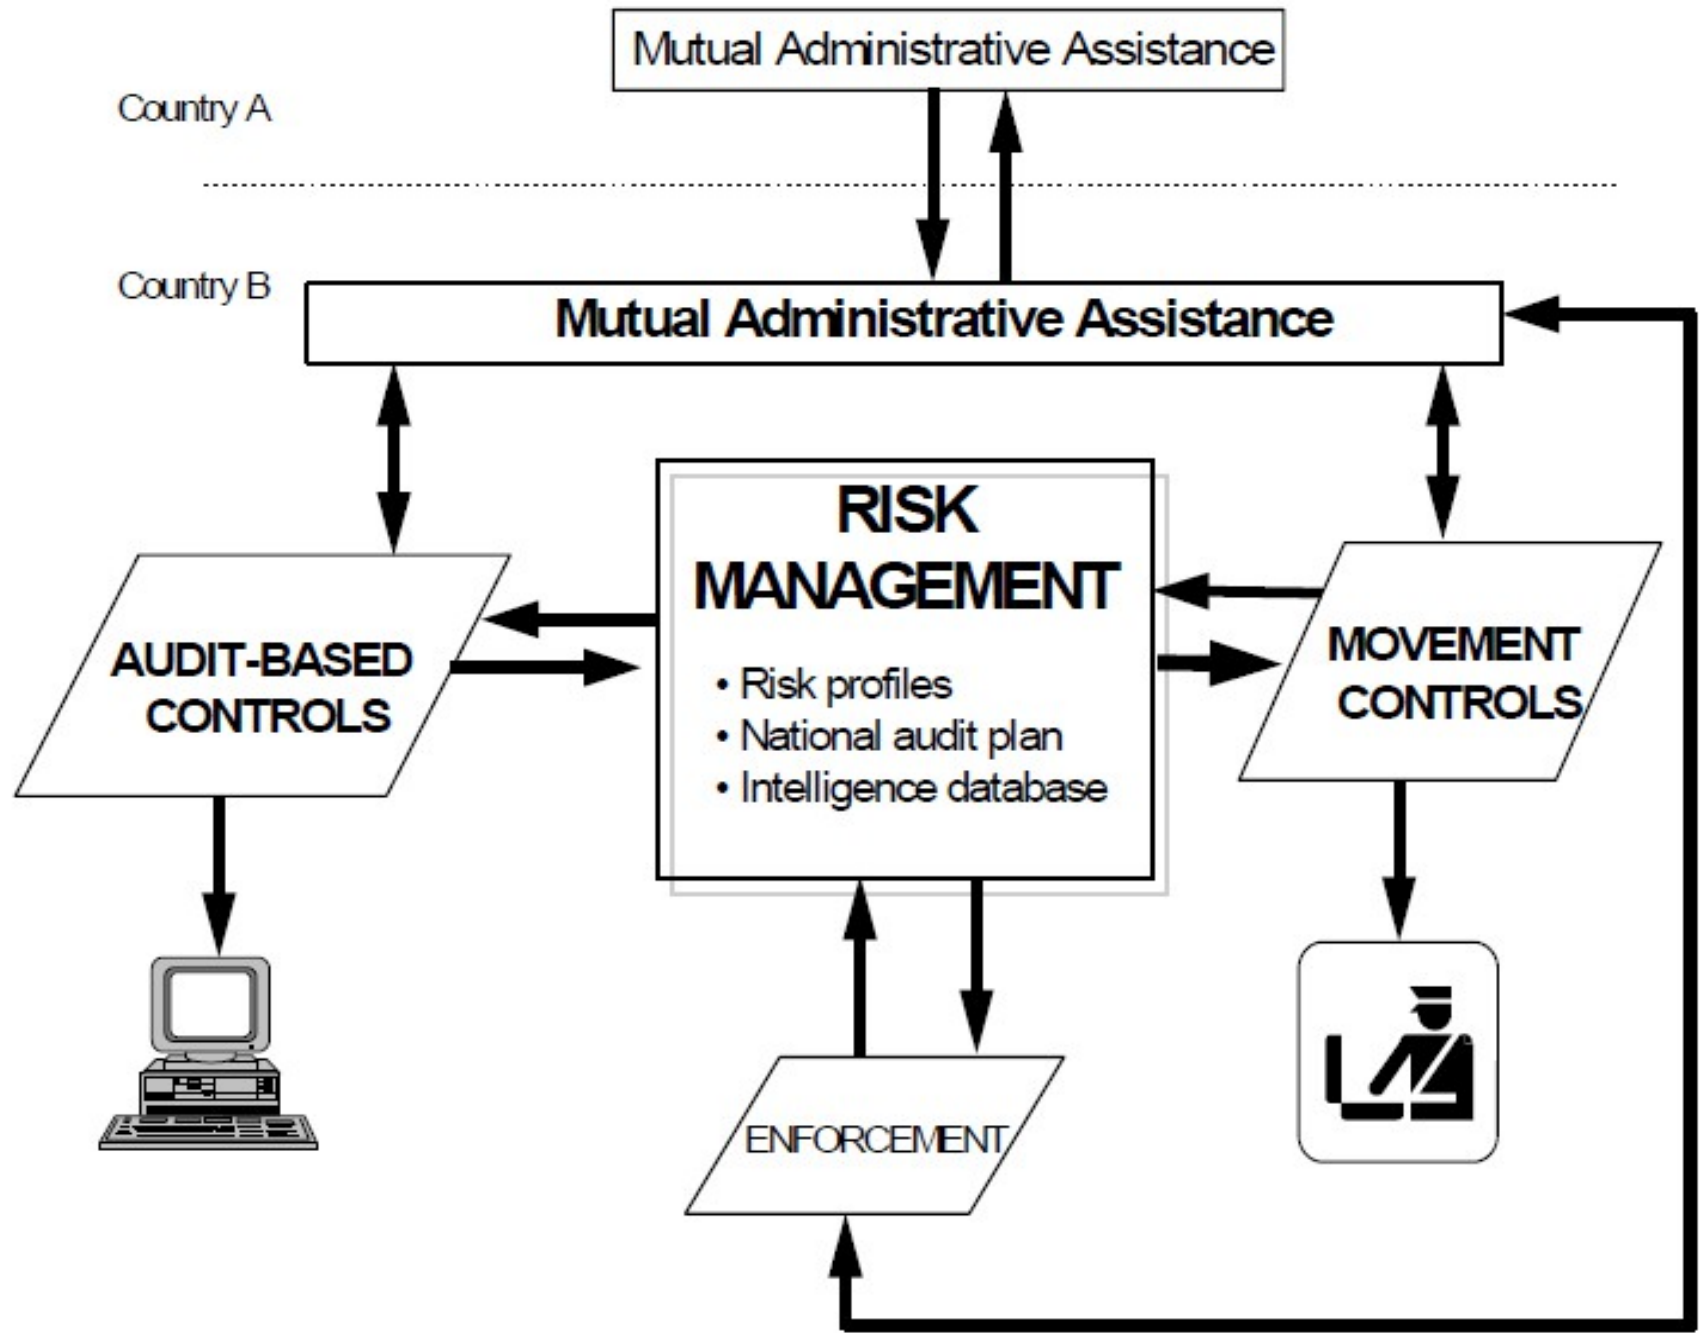 Mutual Administrative Assistance
Country A
Country B
Mutual Administrative Assistance
RISK
MANAGEMENT
• Risk profiles
• National audit plan
• Intelligence database
AUDIT-BASED
CONTROLS
MOVEMENT
CONTROLS
ENFORCEMENT